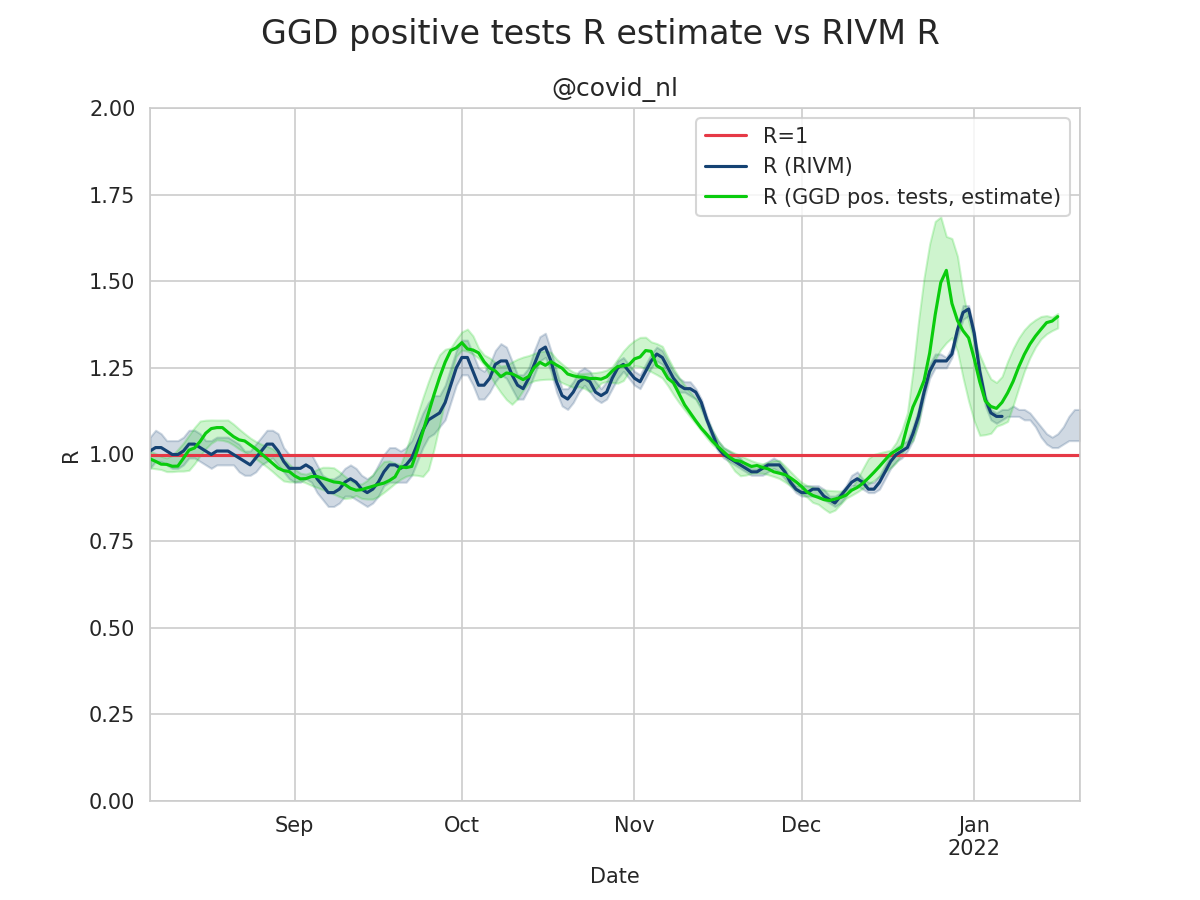 GGD positive tests R estimate vs RIVM R
@covid_nl
R=1
R (RIVM)
R (GGD pos. tests, estimate)
2.00
1.75
1.50
1.25
1.00
0.75
0.50
0.25
0.00
R
Sep
Oct
Nov
Dec
Jan
2022
Date